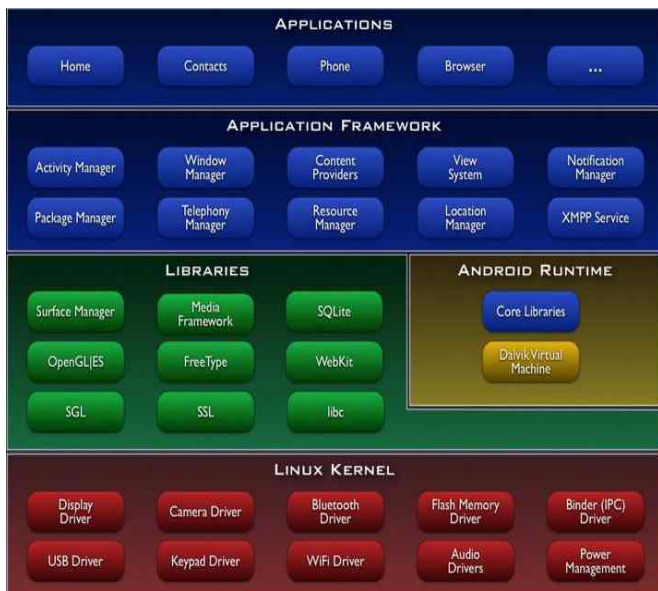 APPLICATIONS
Home
Contacts
Phone
Browser
...
APPLICATION FRAMEWORK
Activity Manager
Window
Manager
Content
Providers
View
System
Notification
Manager
Package Manager
Telephony
Manager
Resource
Manager
Location
Manager
XMPP Service
LIBRARIES
Surface Manager
Media
Framework
SQLite
OpenGL|ES
FreeType
WebKit
SGL
SSL
libc
ANDROID RUNTIME
Core Libraries
Dalvik Virtual
Machine
LINUX KERNEL
Display
Driver
Camera Driver
Bluetooth
Driver
Flash Memory
Driver
Binder (IPC)
Driver
USB Driver
Keypad Driver
WiFi Driver
Audio
Drivers
Power
Management